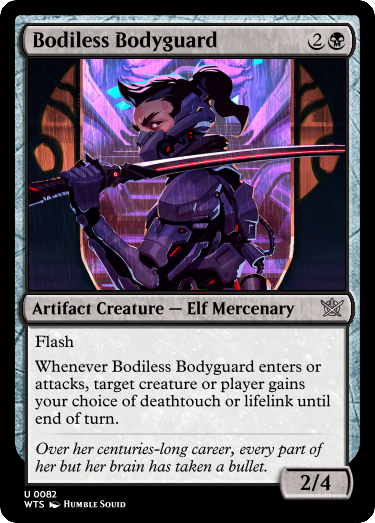 Bodiless Bodyguard 2
Artifact Creature — Elf Mercenary
Flash
Whenever Bodiless Bodyguard enters or
attacks, target creature or player gains
your choice of deathtouch or lifelink until
end of turn.
Over her centuries-long career, every part of
her but her brain has taken a bullet.
2/4
U 0082
WTS Humble Squid